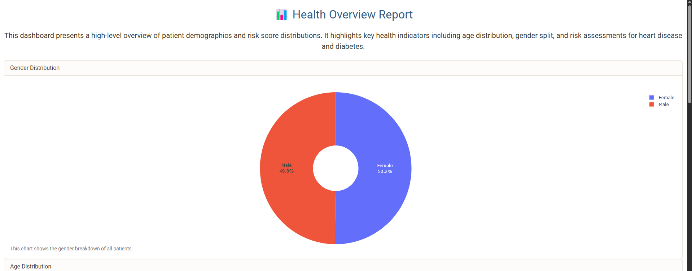 📊 Health Overview Report
This dashboard presents a high-level overview of patient demographics and risk score distributions. It highlights key health indicators including age distribution, gender split, and risk assessments for heart disease
and diabetes.
Gender Distribution
Female
Male
Male
Female
This chart shows the gender breakdown of all patients
Age Distribution